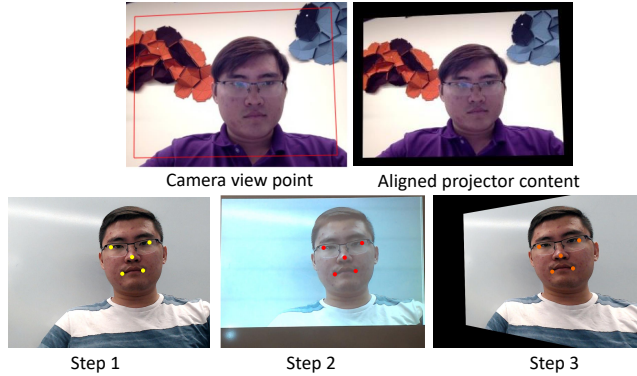 Camera view point
Aligned projector content
Step 1
Step 2
Step 3